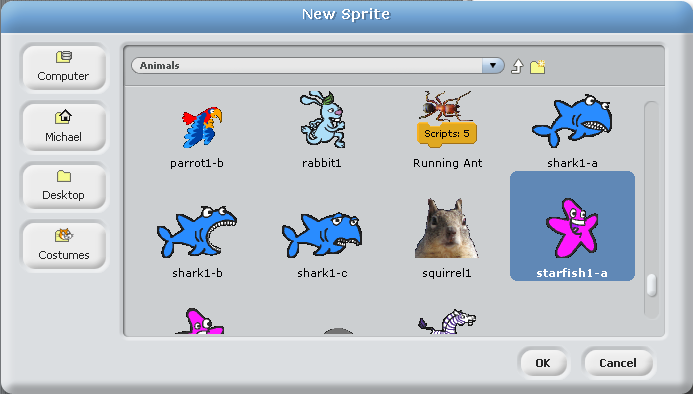 New Sprite
Computer
Michael
Desktop
Costumes
Animals
parrot1-b
rabbit1
Scripts: 5
Running Ant
shark1-a
shark1-b
shark1-c
squirrel1
starfish1-a
OK
Cancel